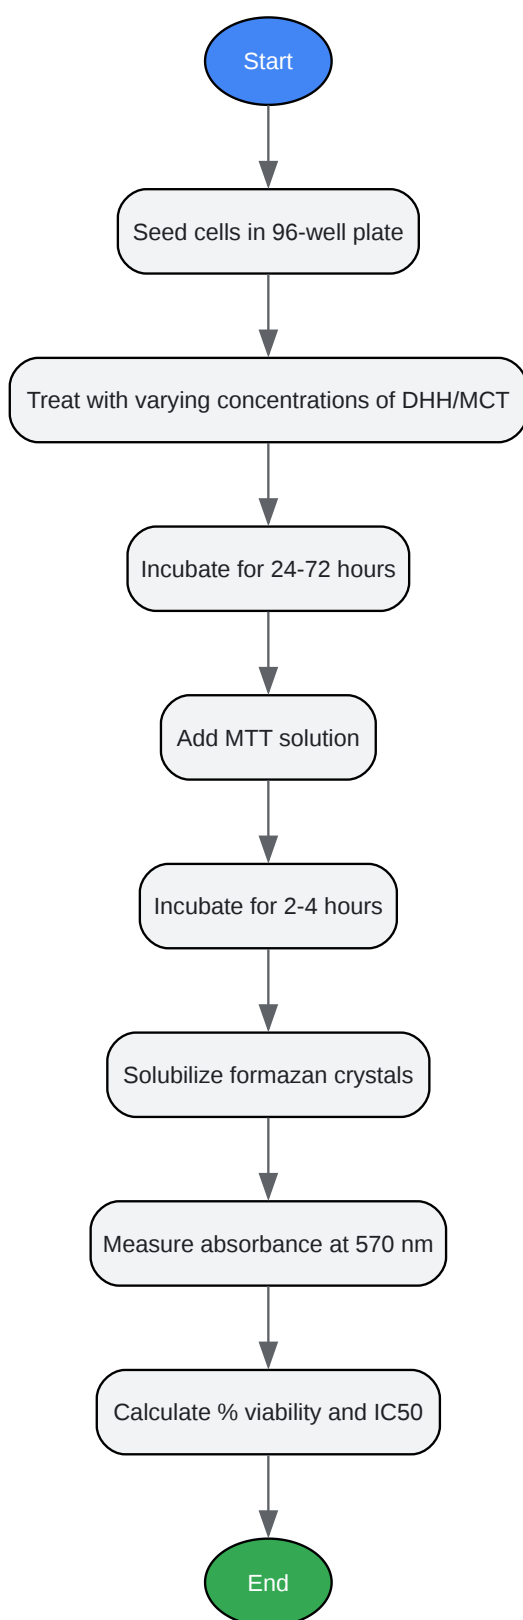 Start
Seed cells in 96-well plate
Treat with varying concentrations of DHH/MCT
Incubate for 24-72 hours
Add MTT solution
Incubate for 2-4 hours
Solubilize formazan crystals
Measure absorbance at 570 nm
Calculate % viability and IC50
End